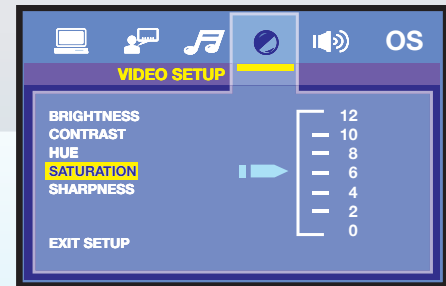 OS
VIDEO SETUP
BRIGHTNESS
CONTRAST
HUE
SATURATION
SHARPNESS
EXIT SETUP
12
10
8
6
4
2
0